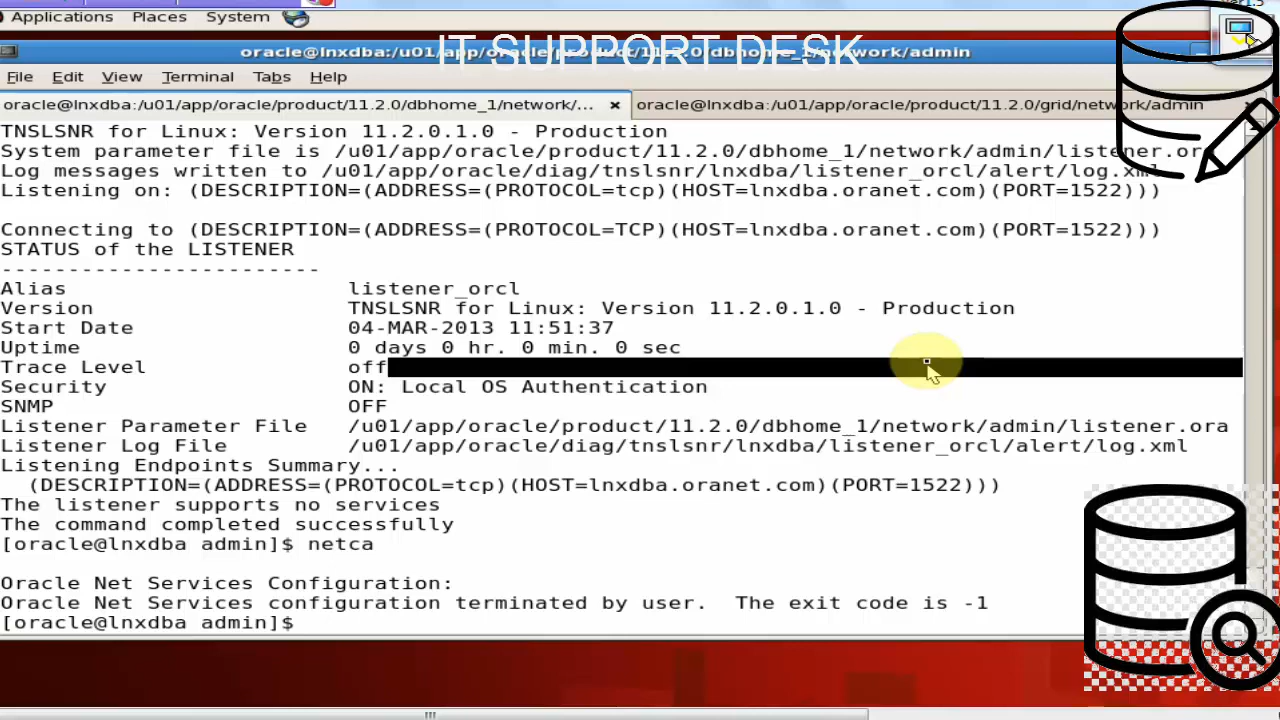 Applications Places System
oracle@lnxdba:/u01/app/oracle/product/11.2.0/dbhome_1/network/admin
IT SUPPORT DESK
File Edit View Terminal Tabs Help
oracle@lnxdba:/u01/app/oracle/product/11.2.0/dbhome_1/network/... oracle@lnxdba:/u01/app/oracle/product/11.2.0/grid/network/admin
TNSLSNR for Linux: Version 11.2.0.1.0 - Production
System parameter file is /u01/app/oracle/product/11.2.0/dbhome_1/network/admin/listener.or
Log messages written to /u01/app/oracle/diag/tnslsnr/lnxdba/listener_orcl/alert/log.xml
Listening on: (DESCRIPTION=(ADDRESS=(PROTOCOL=tcp)(HOST=lnxdba.oranet.com)(PORT=1522)))
Connecting to (DESCRIPTION=(ADDRESS=(PROTOCOL=TCP)(HOST=lnxdba.oranet.com)(PORT=1522)))
STATUS of the LISTENER
------------------------
Alias listener_orcl
Version TNSLSNR for Linux: Version 11.2.0.1.0 - Production
Start Date 04-MAR-2013 11:51:37
Uptime 0 days 0 hr. 0 min. 0 sec
Trace Level off
Security ON: Local OS Authentication
SNMP OFF
Listener Parameter File /u01/app/oracle/product/11.2.0/dbhome_1/network/admin/listener.ora
Listener Log File /u01/app/oracle/diag/tnslsnr/lnxdba/listener_orcl/alert/log.xml
Listening Endpoints Summary...
(DESCRIPTION=(ADDRESS=(PROTOCOL=tcp)(HOST=lnxdba.oranet.com)(PORT=1522)))
The listener supports no services
The command completed successfully
[oracle@lnxdba admin]$ netca
Oracle Net Services Configuration:
Oracle Net Services configuration terminated by user. The exit code is -1
[oracle@lnxdba admin]$